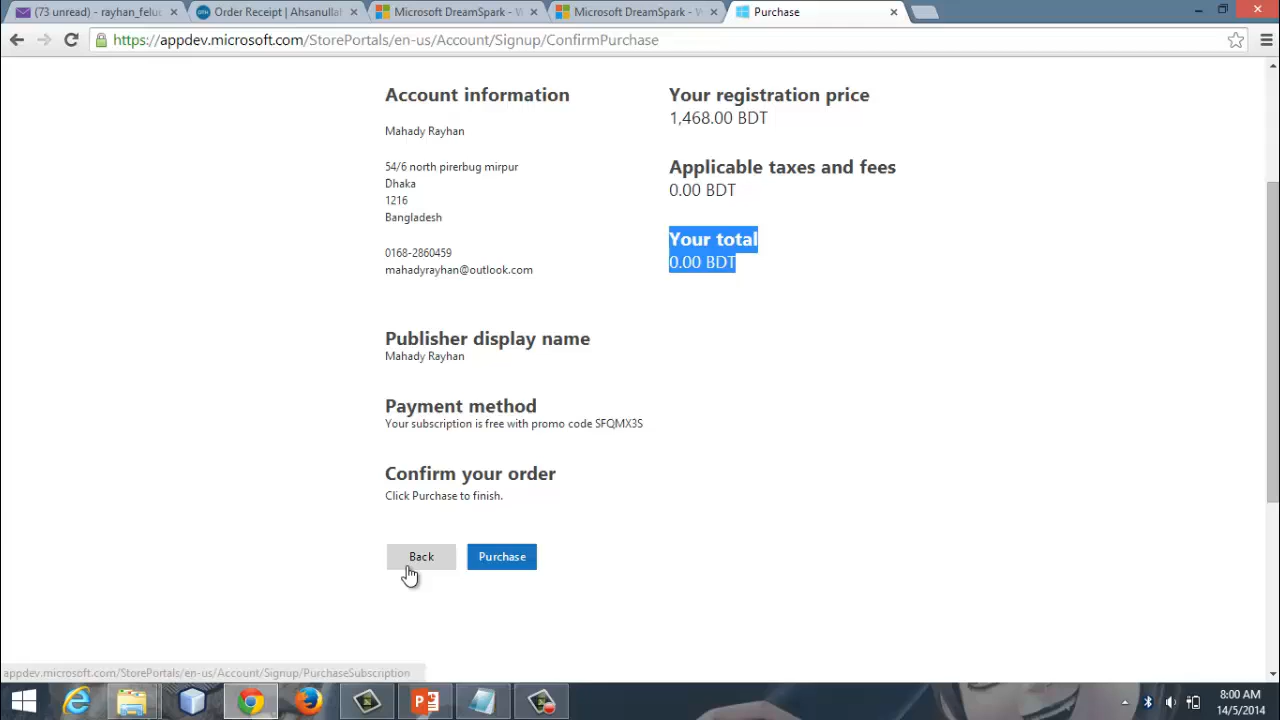 (73 unread) - rayhan_felu
Order Receipt | Ahsanullah
Microsoft DreamSpark - W
Microsoft DreamSpark - W
Purchase
https://appdev.microsoft.com/StorePortals/en-us/Account/Signup/ConfirmPurchase
Account information
Mahady Rayhan
54/6 north pirerbug mirpur
Dhaka
1216
Bangladesh
0168-2860459
mahadyrayhan@outlook.com
Your registration price
1,468.00 BDT
Applicable taxes and fees
0.00 BDT
Your total
0.00 BDT
Publisher display name
Mahady Rayhan
Payment method
Your subscription is free with promo code SFQMX3S
Confirm your order
Click Purchase to finish.
Back
Purchase
appdev.microsoft.com/StorePortals/en-us/Account/Signup/PurchaseSubscription
8:00 AM
14/5/2014